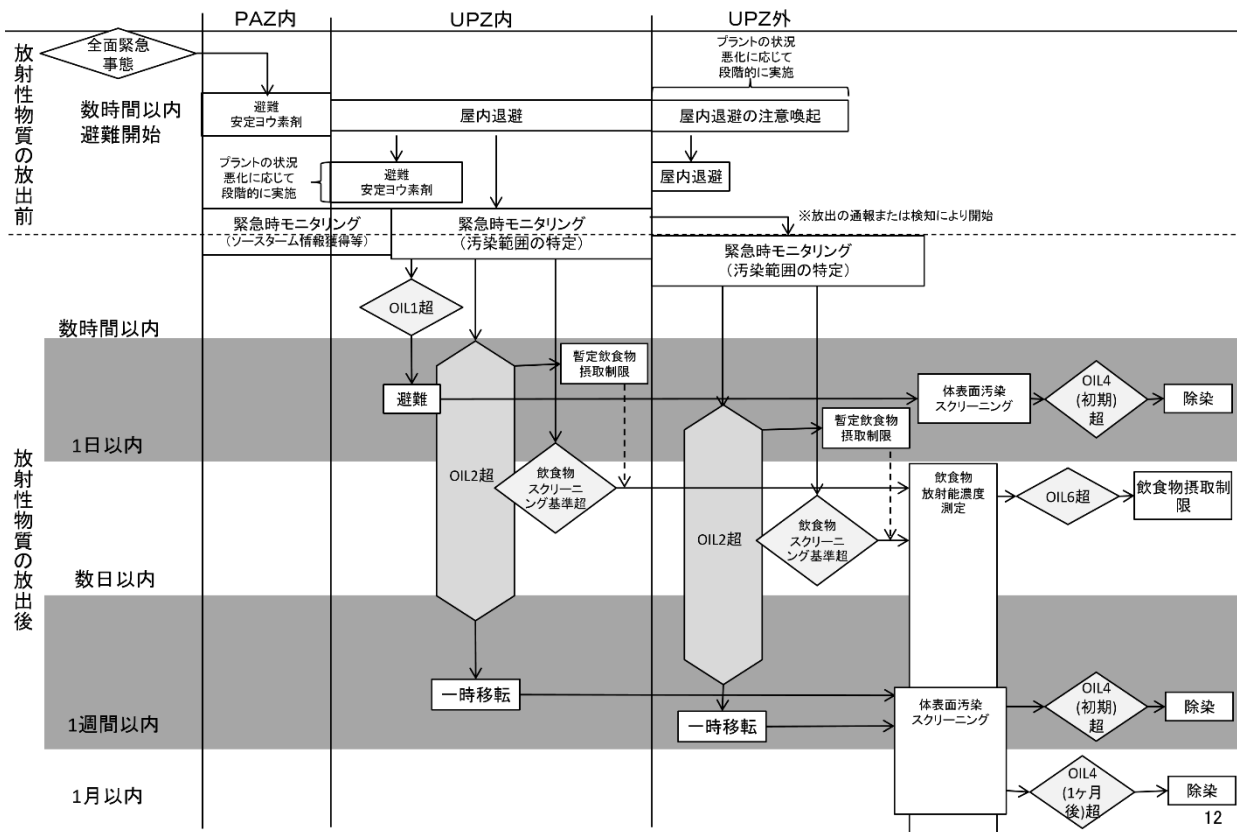 PAZ内
UPZ内
UPZ外
放射性物質の放出前
全面緊急
事態
プラントの状況
悪化に応じて
段階的に実施
数時間以内
避難開始
避難
安定ヨウ素剤
屋内退避
屋内退避の注意喚起
プラントの状況
悪化に応じて
段階的に実施
避難
安定ヨウ素剤
屋内退避
緊急時モニタリング
（ソースターム情報獲得等）
緊急時モニタリング
（汚染範囲の特定）
※放出の通報または検知により開始
緊急時モニタリング
（汚染範囲の特定）
放射性物質の放出後
OIL1超
数時間以内
暫定飲食物
摂取制限
避難
体表面汚染
スクリーニング
OIL4
(初期)
超
除染
暫定飲食物
摂取制限
1日以内
OIL2超
飲食物
スクリーニ
ング基準超
飲食物
放射能濃度
測定
OIL6超
飲食物摂取制
限
OIL2超
飲食物
スクリーニ
ング基準超
数日以内
一時移転
一時移転
体表面汚染
スクリーニング
OIL4
(初期)
超
除染
1週間以内
OIL4
(1ヶ月
後)超
除染
1月以内
12